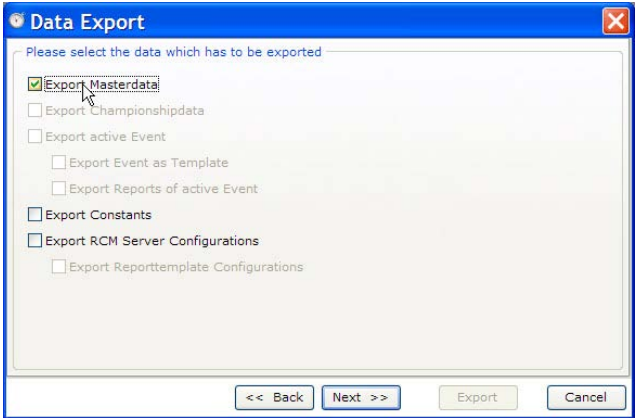 Data Export
Please select the data which has to be exported
Export Masterdata
Export Championshipdata
Export active Event
Export Event as Template
Export Reports of active Event
Export Constants
Export RCM Server Configurations
Export Reporttemplate Configurations
<< Back Next >> Export Cancel